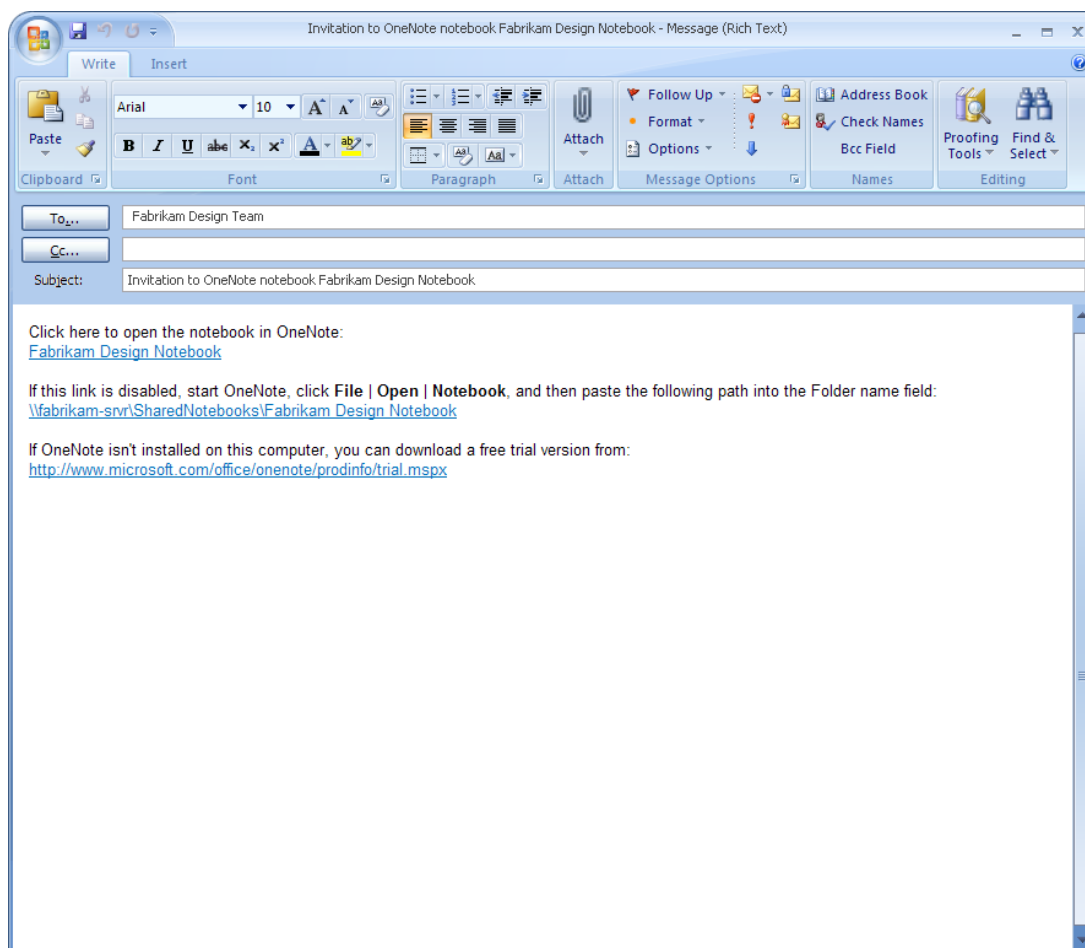 Invitation to OneNote notebook Fabrikam Design Notebook - Message (Rich Text)
Write Insert
Arial 10 A A Aa
Follow Up
Address Book
Format
Check Names
Paste
Attach
Proofing Tools
Find & Select
B I U abc X₂ X² A ab Aa Aa
Options
Bcc Field
Clipboard Font Paragraph Attach Message Options Names Editing
To... Fabrikam Design Team
Cc...
Subject: Invitation to OneNote notebook Fabrikam Design Notebook
Click here to open the notebook in OneNote:
Fabrikam Design Notebook
If this link is disabled, start OneNote, click File | Open | Notebook, and then paste the following path into the Folder name field:
\\fabrikam-srvr\SharedNotebooks\Fabrikam Design Notebook
If OneNote isn't installed on this computer, you can download a free trial version from:
http://www.microsoft.com/office/onenote/prodinfo/trial.mspx